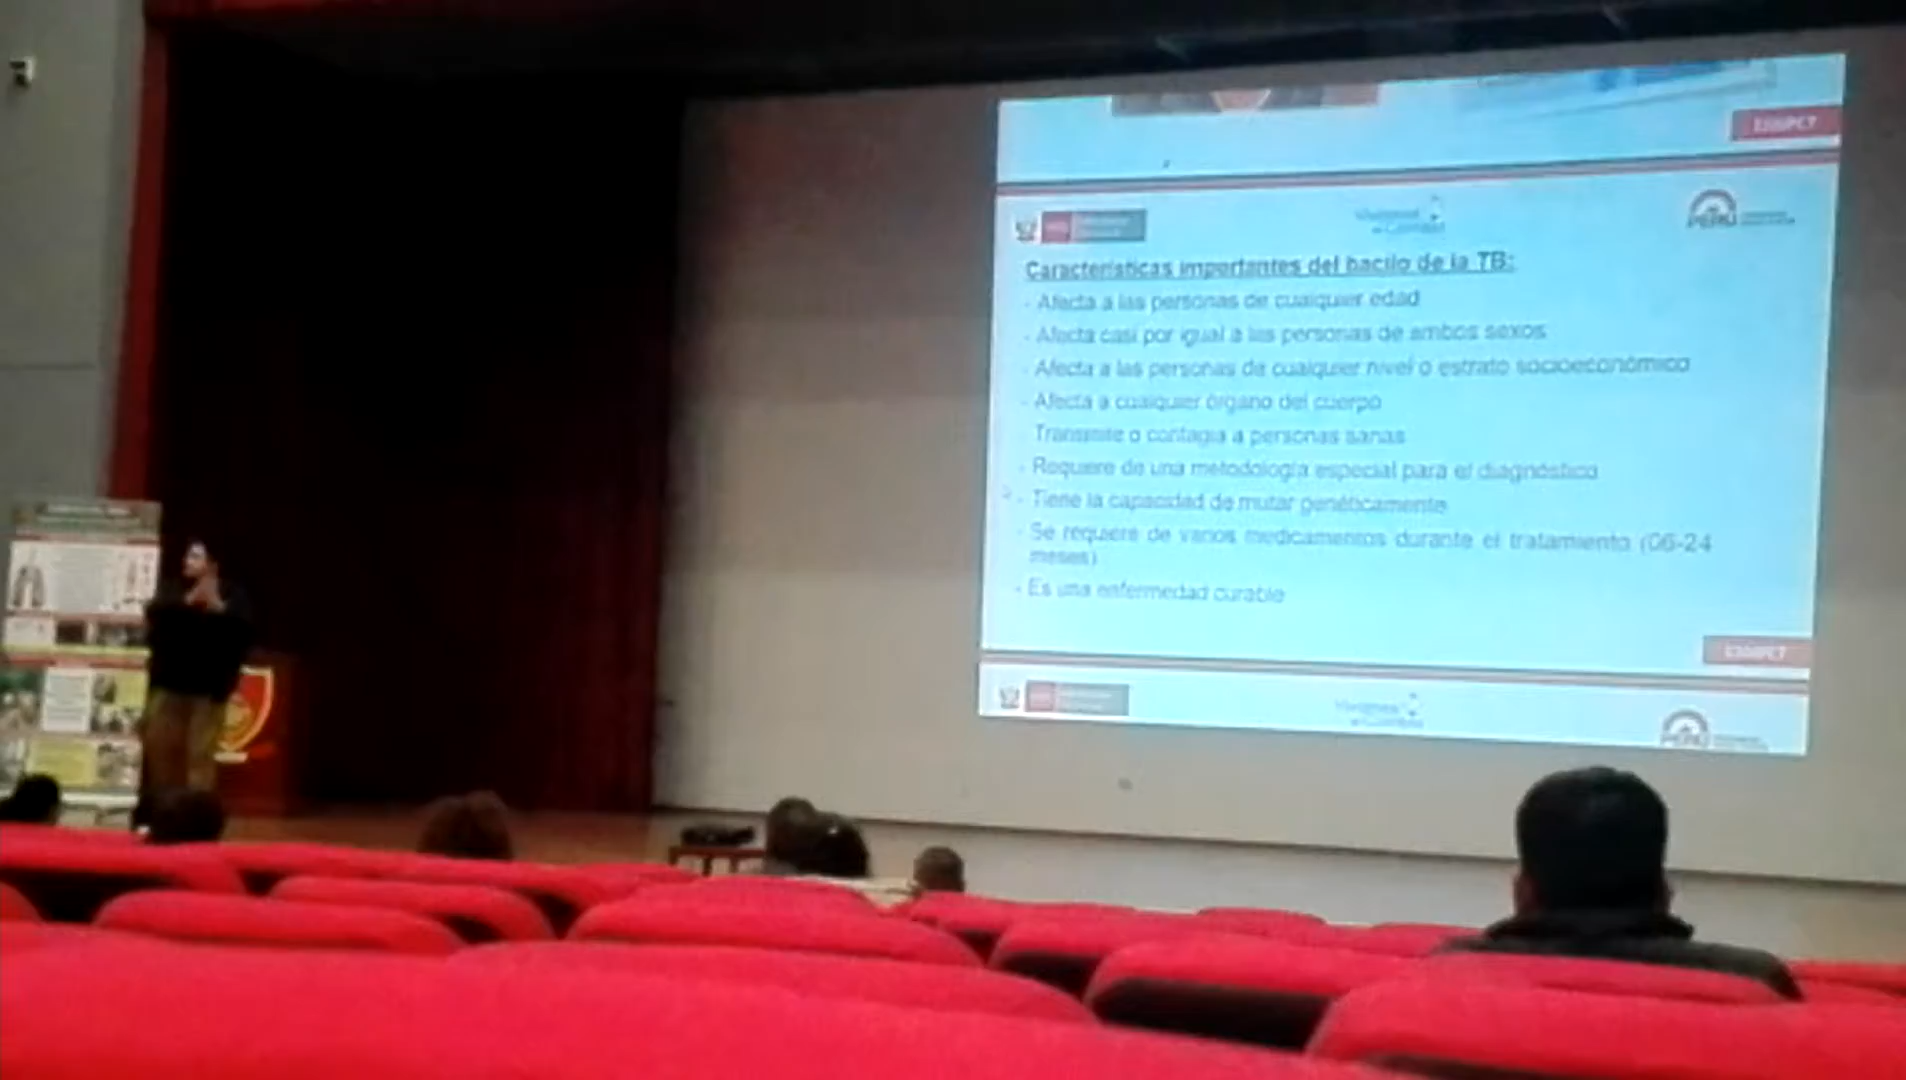 PERÚ
Características importantes del bacilo de la TB:
- Afecta a las personas de cualquier edad
- Afecta casi por igual a las personas de ambos sexos
- Afecta a las personas de cualquier nivel o estrato socioeconómico
- Afecta a cualquier órgano del cuerpo
Transmite o contagia a personas sanas
- Requiere de una metodología especial para el diagnóstico
- Tiene la capacidad de mutar genéticamente
- Se requiere de varios medicamentos durante el tratamiento (06-24
meses)
- Es una enfermedad curable
PERÚ